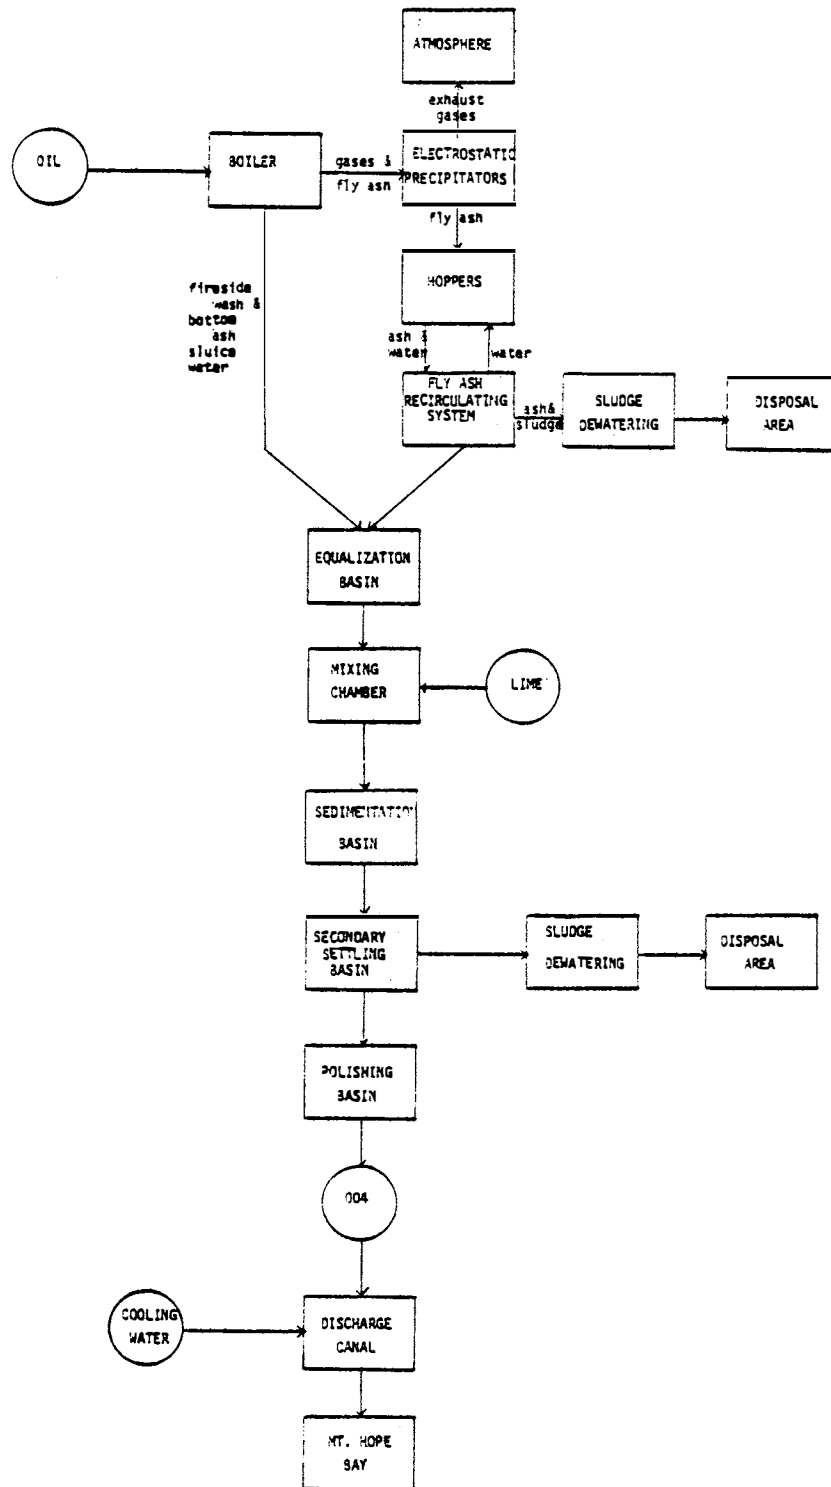 ATMOSPHERE
exhaust
gases
OIL
BOILER
gases &
fly ash
ELECTROSTATIC
PRECIPITATORS
fly ash
HOPPERS
fireside
wash &
bottom
ash
sluice
water
ash &
water
water
FLY ASH
RECIRCULATING
SYSTEM
ash&
sludge
SLUDGE
DEWATERING
DISPOSAL
AREA
EQUALIZATION
BASIN
MIXING
CHAMBER
LIME
SEDIMENTATION
BASIN
SECONDARY
SETTLING
BASIN
SLUDGE
DEWATERING
DISPOSAL
AREA
POLISHING
BASIN
004
COOLING
WATER
DISCHARGE
CANAL
MT. HOPE
BAY